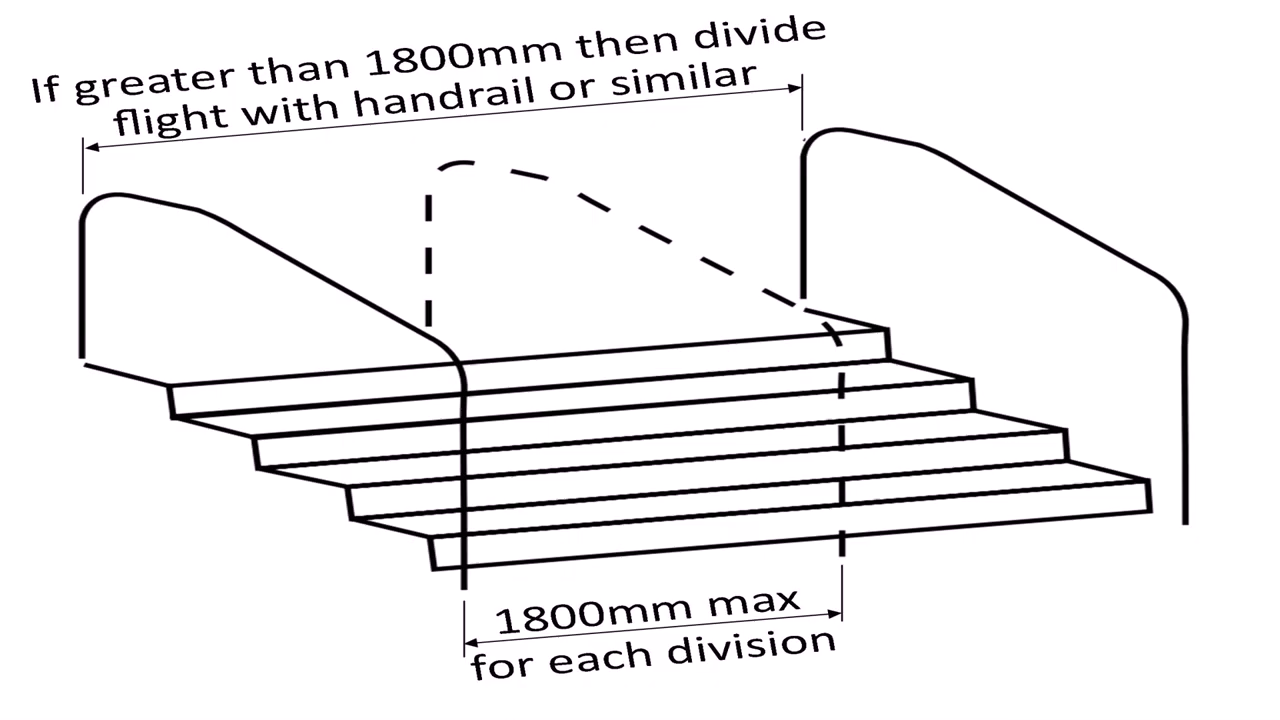 If greater than 1800mm then divide
flight with handrail or similar
1800mm max
for each division